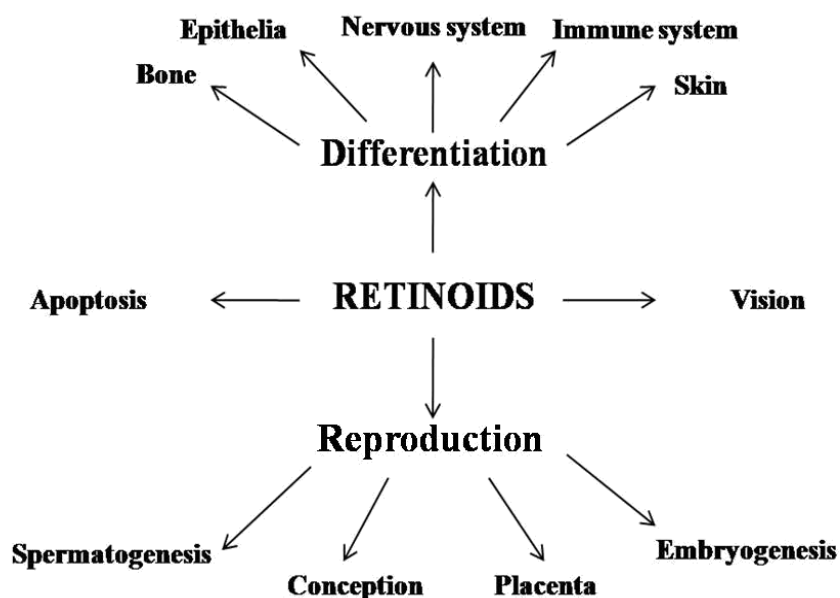 Epithelia
Nervous system
Immune system
Bone
Skin
Differentiation
Apoptosis
RETINOIDS
Vision
Reproduction
Spermatogenesis
Embryogenesis
Conception
Placenta